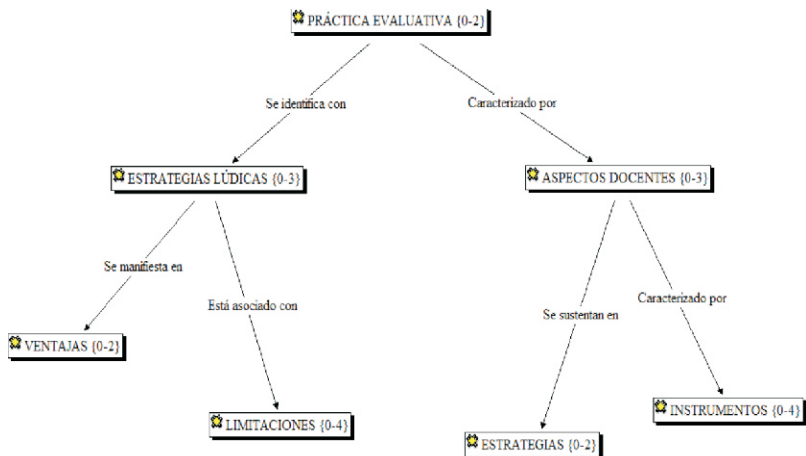 PRÁCTICA EVALUATIVA {0-2}
Se identifica con
Caracterizado por
ESTRATEGIAS LÚDICAS {0-3}
ASPECTOS DOCENTES {0-3}
Se manifiesta en
Está asociado con
Se sustentan en
Caracterizado por
VENTAJAS {0-2}
LIMITACIONES {0-4}
ESTRATEGIAS {0-2}
INSTRUMENTOS {0-4}